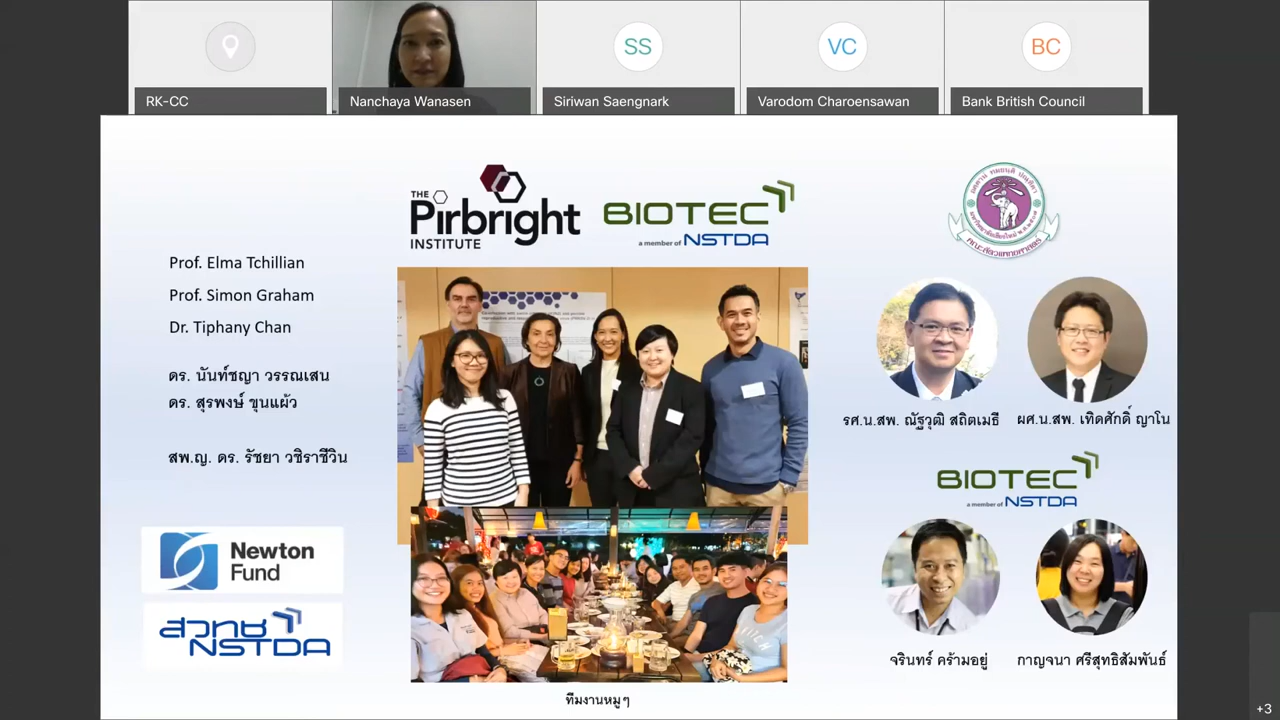 RK-CC
Nanchaya Wanasen
SS
Siriwan Saengnark
VC
Varodom Charoensawan
BC
Bank British Council
Prof. Elma Tchillian
Prof. Simon Graham
Dr. Tiphany Chan
ดร. นันท์ชญา วรรณเสน
ดร. สุรพงษ์ ขุนแผ้ว
สพ.ญ. ดร. รัชยา วชิราชีวิน
Newton
Fund
สวทช
NSTDA
THE
Pirbright
INSTITUTE
BIOTEC
a member of NSTDA
ทีมงานหมูๆ
รศ.น.สพ. ณัฐวุฒิ สถิตเมธี
ผศ.น.สพ. เทิดศักดิ์ ญาโน
BIOTEC
a member of NSTDA
จรินทร์ คร้ามอยู่
กาญจนา ศรีสุทธิสัมพันธ์
+3